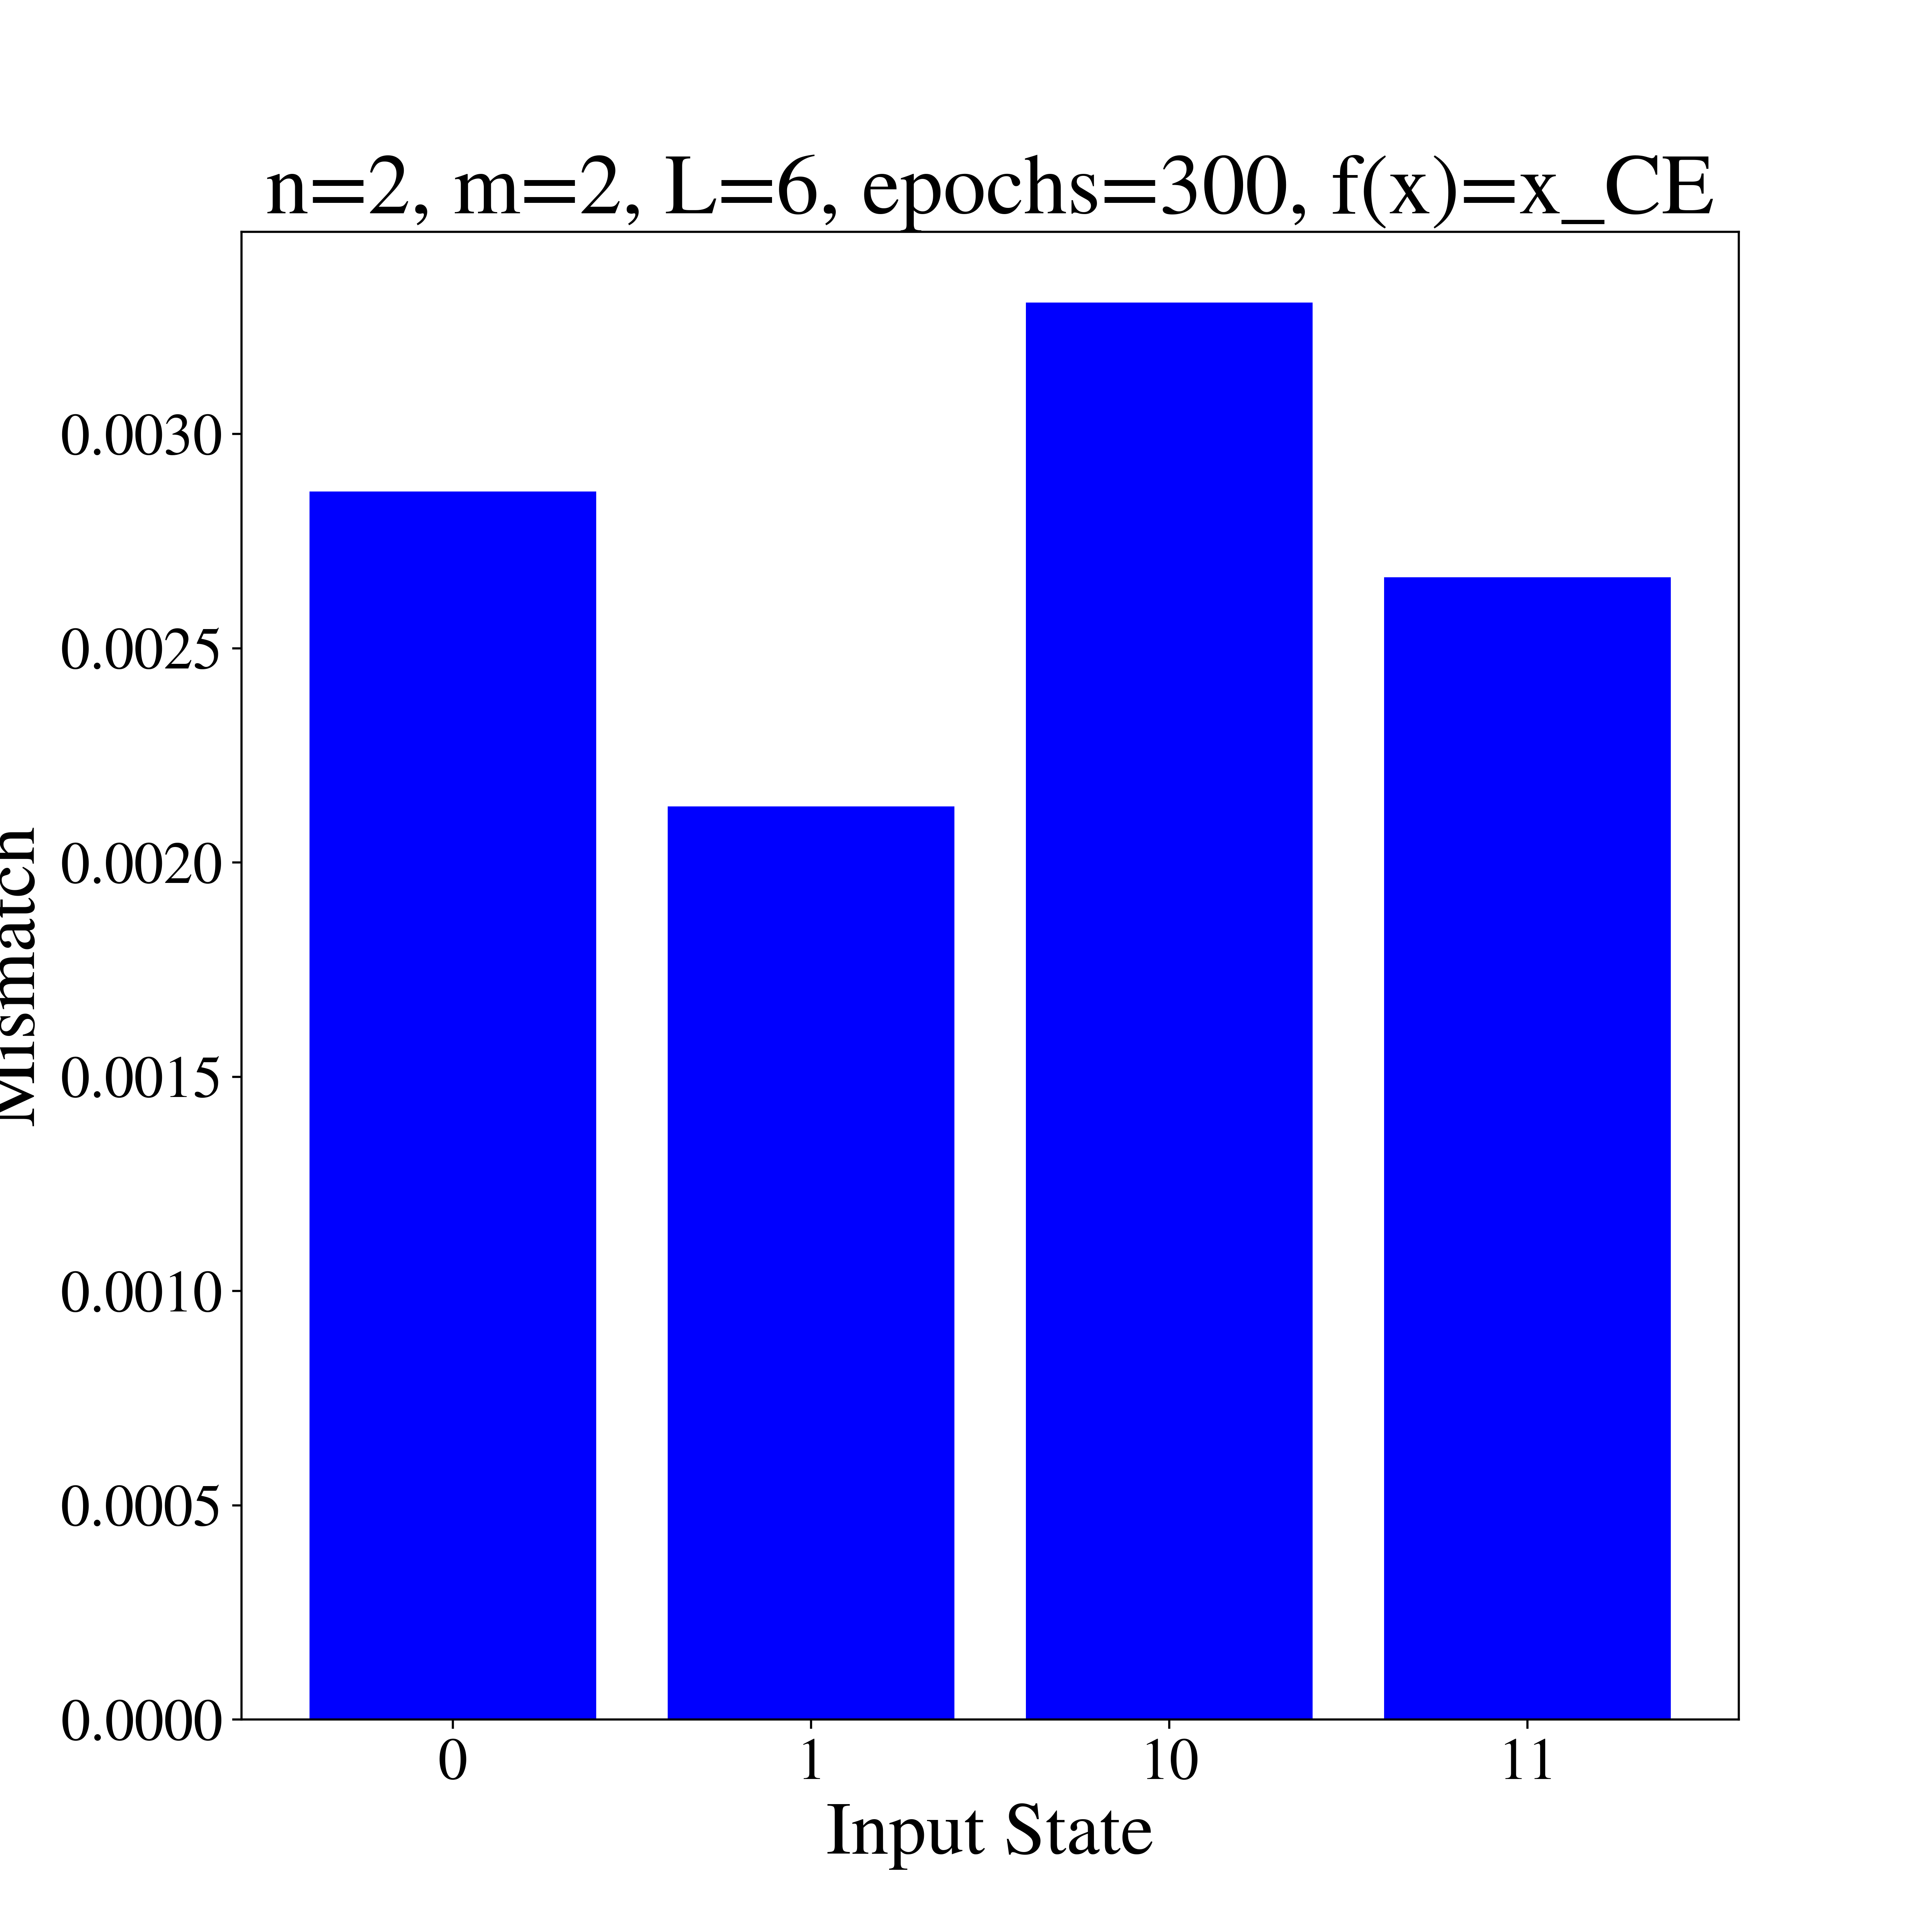 n=2, m=2, L=6, epochs=300, f(x)=x_CE
0.0030
0.0025
0.0020
0.0015
0.0010
0.0005
0.0000
Mismatch
0 1 10 11
Input State